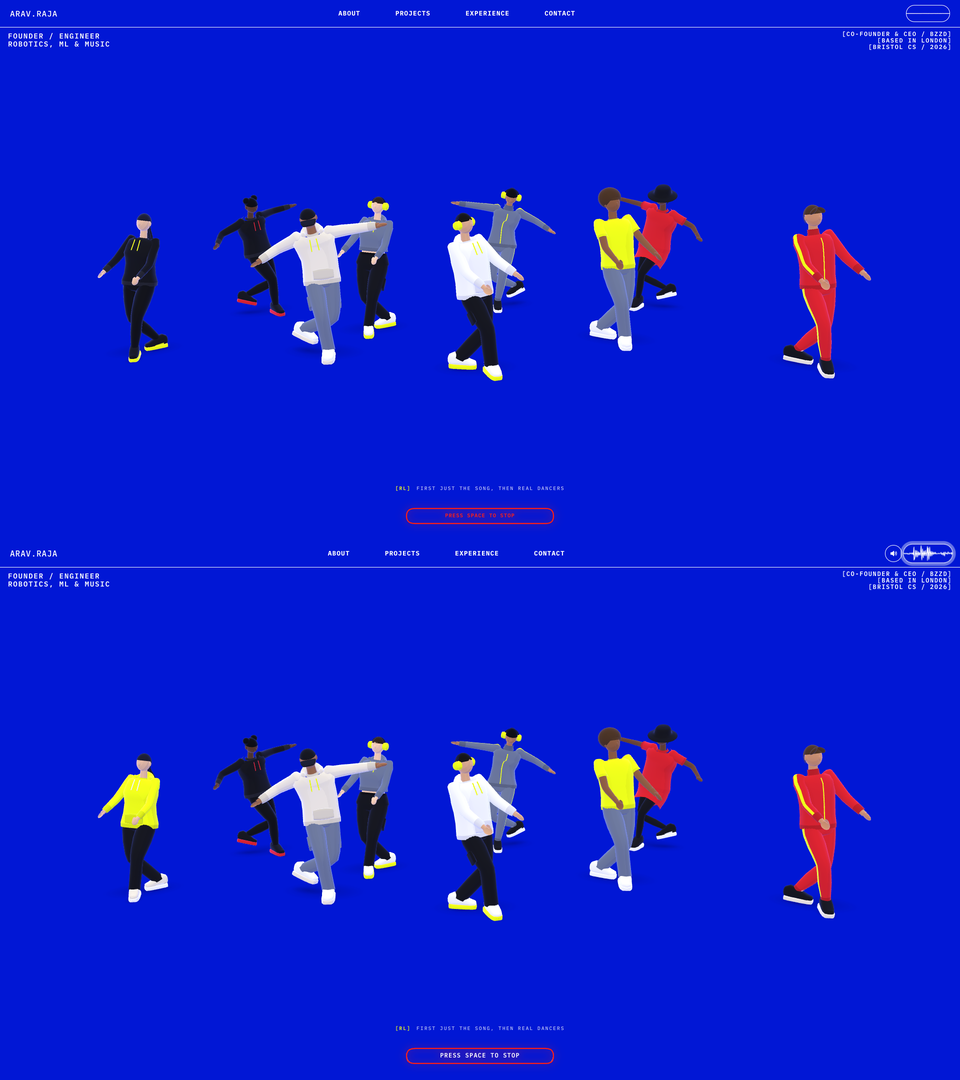 ARAV.RAJA
ABOUT PROJECTS EXPERIENCE CONTACT
FOUNDER / ENGINEER
ROBOTICS, ML & MUSIC
[CO-FOUNDER & CEO / BZZD]
[BASED IN LONDON]
[BRISTOL CS / 2026]
[RL] FIRST JUST THE SONG, THEN REAL DANCERS
PRESS SPACE TO STOP
ARAV.RAJA
ABOUT PROJECTS EXPERIENCE CONTACT
FOUNDER / ENGINEER
ROBOTICS, ML & MUSIC
[CO-FOUNDER & CEO / BZZD]
[BASED IN LONDON]
[BRISTOL CS / 2026]
[RL] FIRST JUST THE SONG, THEN REAL DANCERS
PRESS SPACE TO STOP